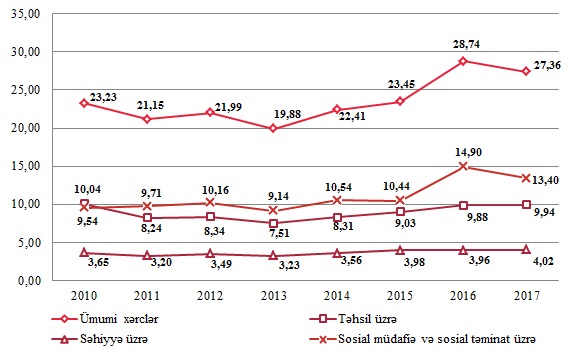 35,00
30,00
25,00
20,00
15,00
10,00
5,00
0,00
23,23 21,15 21,99 19,88 22,41 23,45 28,74 27,36
10,04 9,71 10,16 9,14 10,54 10,44 14,90 13,40
9,54 8,24 8,34 7,51 8,31 9,03 9,88 9,94
3,65 3,20 3,49 3,23 3,56 3,98 3,96 4,02
2010 2011 2012 2013 2014 2015 2016 2017
Ümumi xərclər
Təhsil üzrə
Səhiyyə üzrə
Sosial müdafiə və sosial təminat üzrə